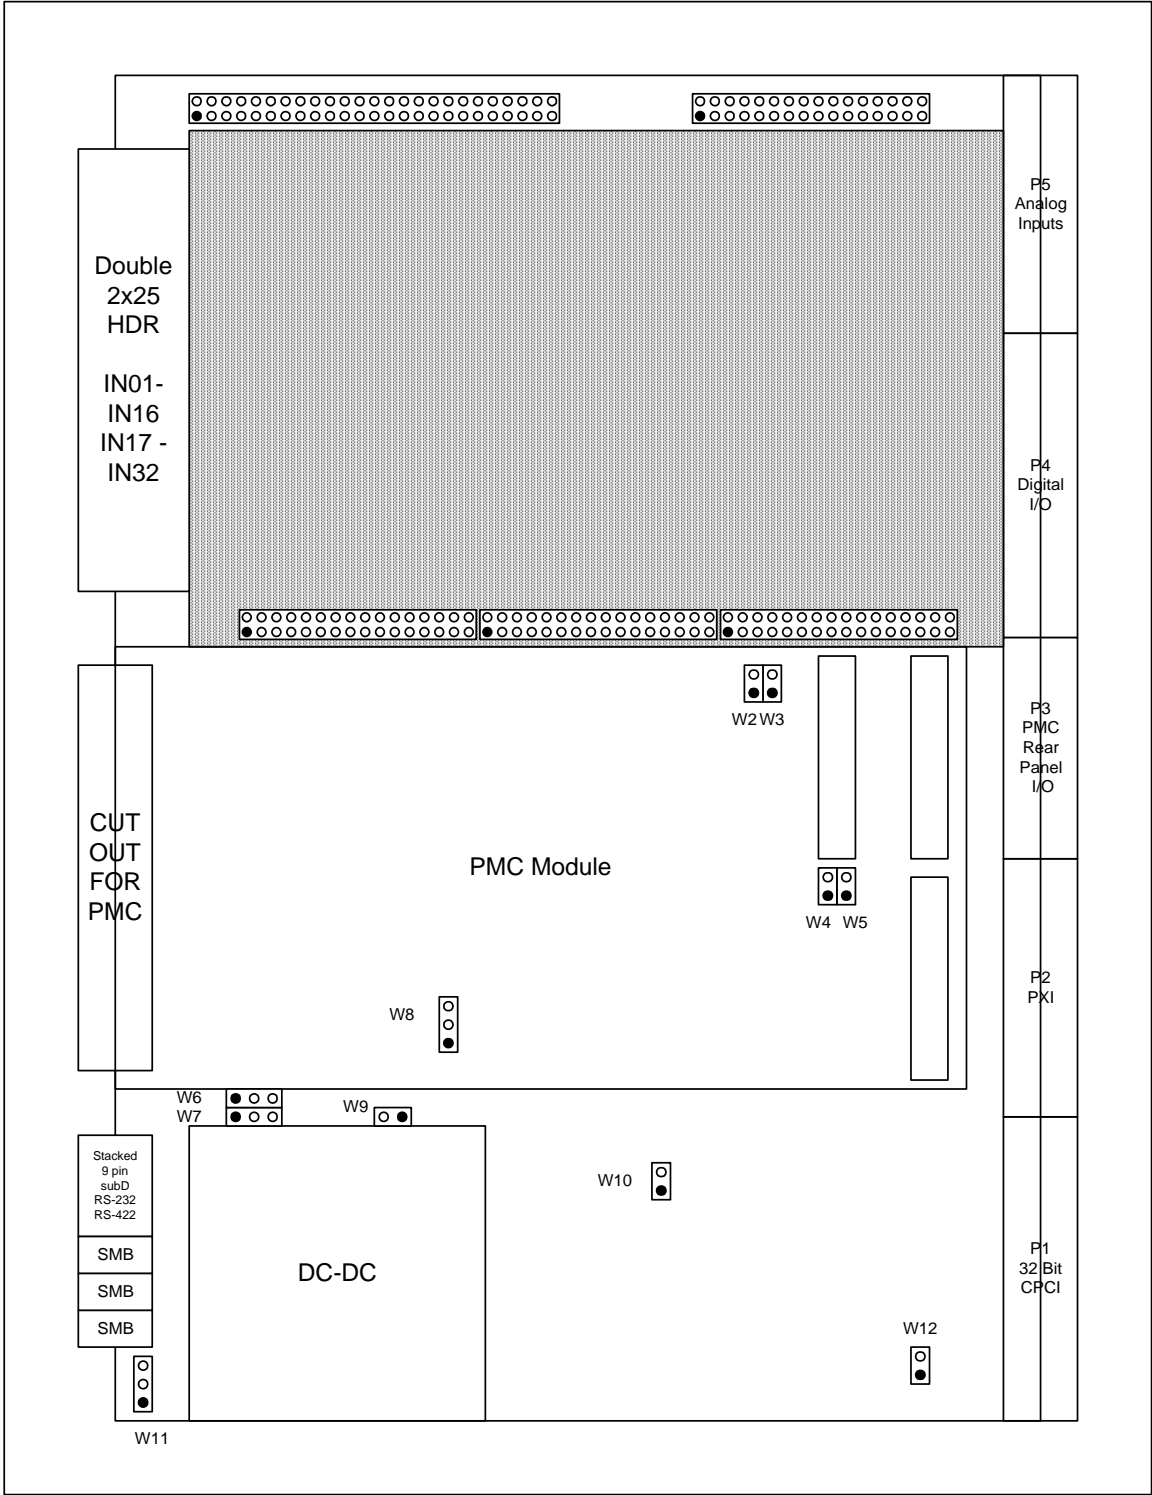 P5
Analog
Inputs
Double
2x25
HDR
IN01-
IN16
IN17 -
IN32
P4
Digital
I/O
W2
W3
P3
PMC
Rear
Panel
I/O
CUT
OUT
FOR
PMC
PMC Module
W4
W5
P2
PXI
W8
W6
W7
W9
Stacked
9 pin
subD
RS-232
RS-422
W10
SMB
SMB
SMB
DC-DC
P1
32 Bit
CPCI
W12
W11